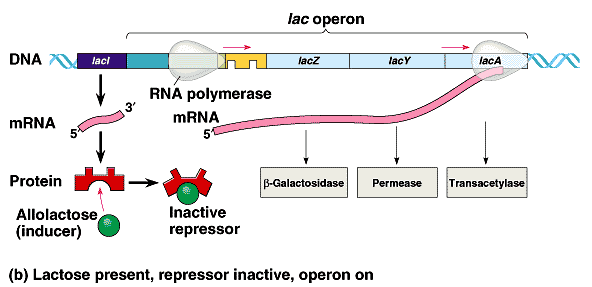 lac operon
DNA
lacI
lacZ
lacY
lacA
RNA polymerase
mRNA
3′
5′
mRNA
5′
Protein
β-Galactosidase
Permease
Transacetylase
Allolactose
(inducer)
Inactive
repressor
(b) Lactose present, repressor inactive, operon on